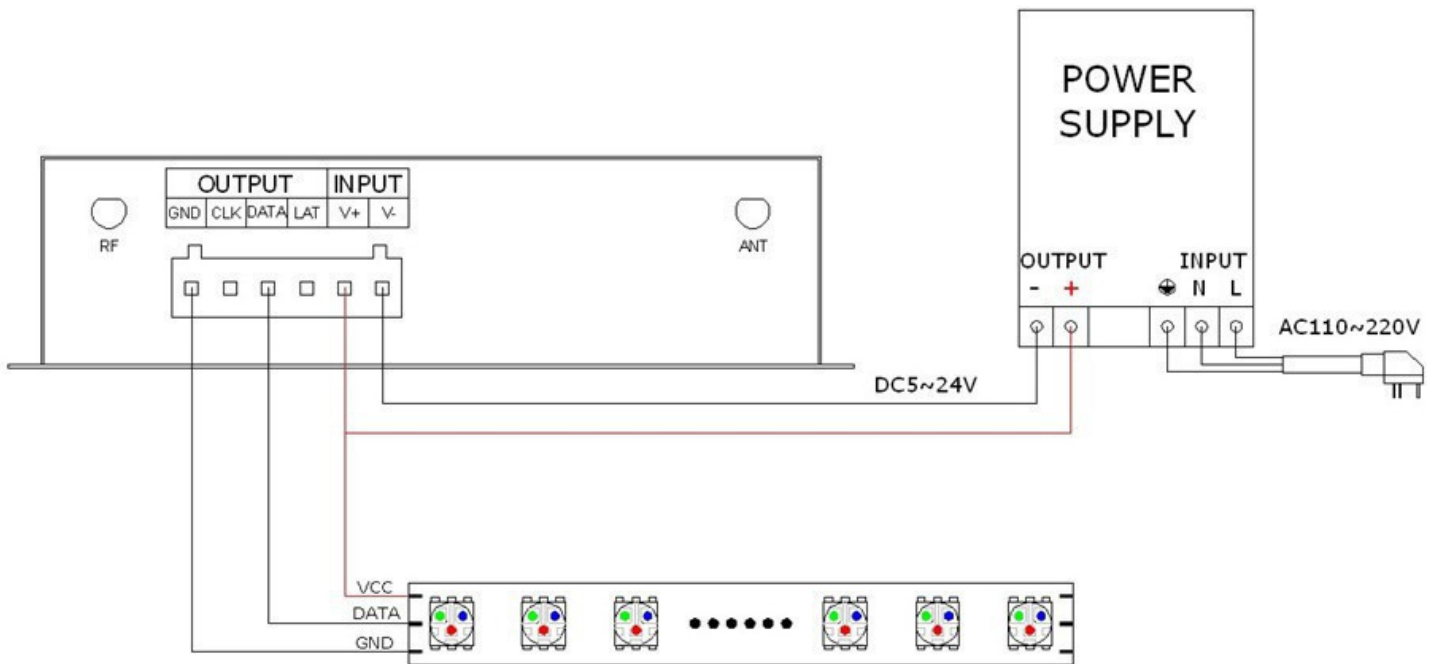 POWER
SUPPLY
OUTPUT INPUT
GND CLK DATA LAT V+ V-
RF
ANT
OUTPUT INPUT
- + N L
AC110~220V
DC5~24V
VCC
DATA
GND